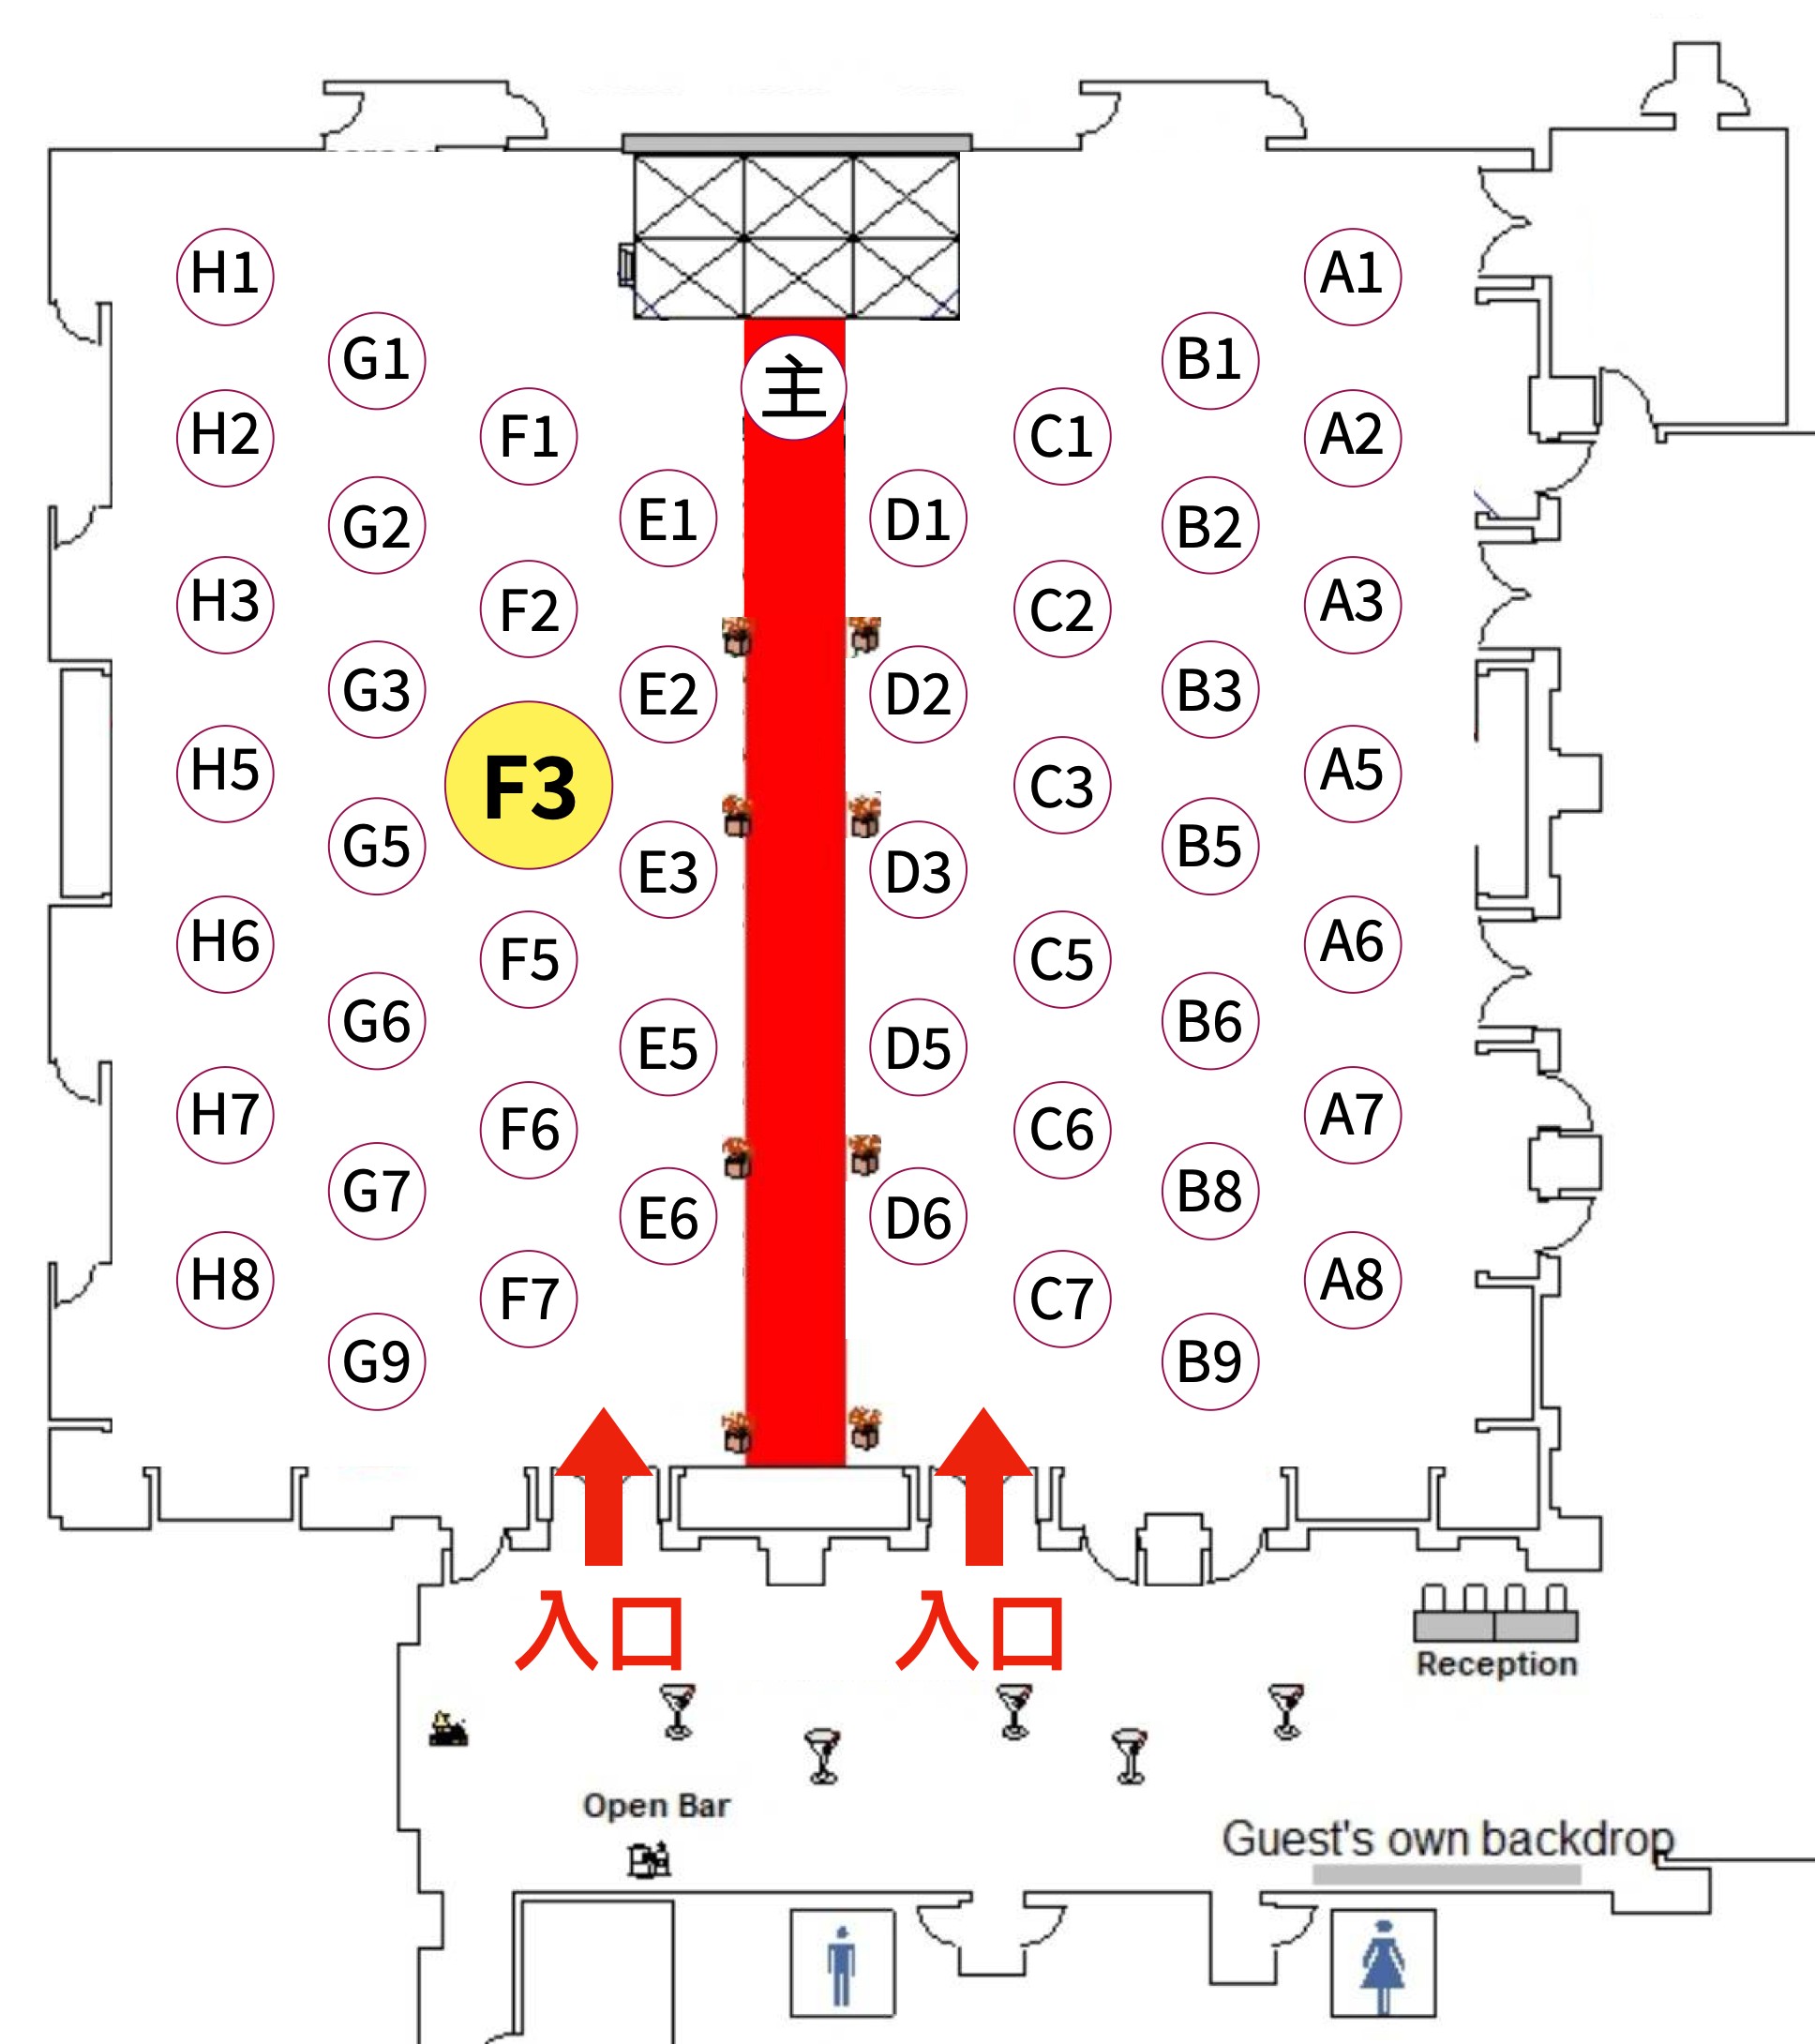 H1 A1
G1 主 B1
H2 F1 C1 A2
G2 E1 D1 B2
H3 F2 C2 A3
G3 E2 D2 B3
H5 F3 C3 A5
G5 E3 D3 B5
H6 F5 C5 A6
G6 E5 D5 B6
H7 F6 C6 A7
G7 E6 D6 B8
H8 F7 C7 A8
G9 B9
入口 入口
Reception
Open Bar
Guest's own backdrop